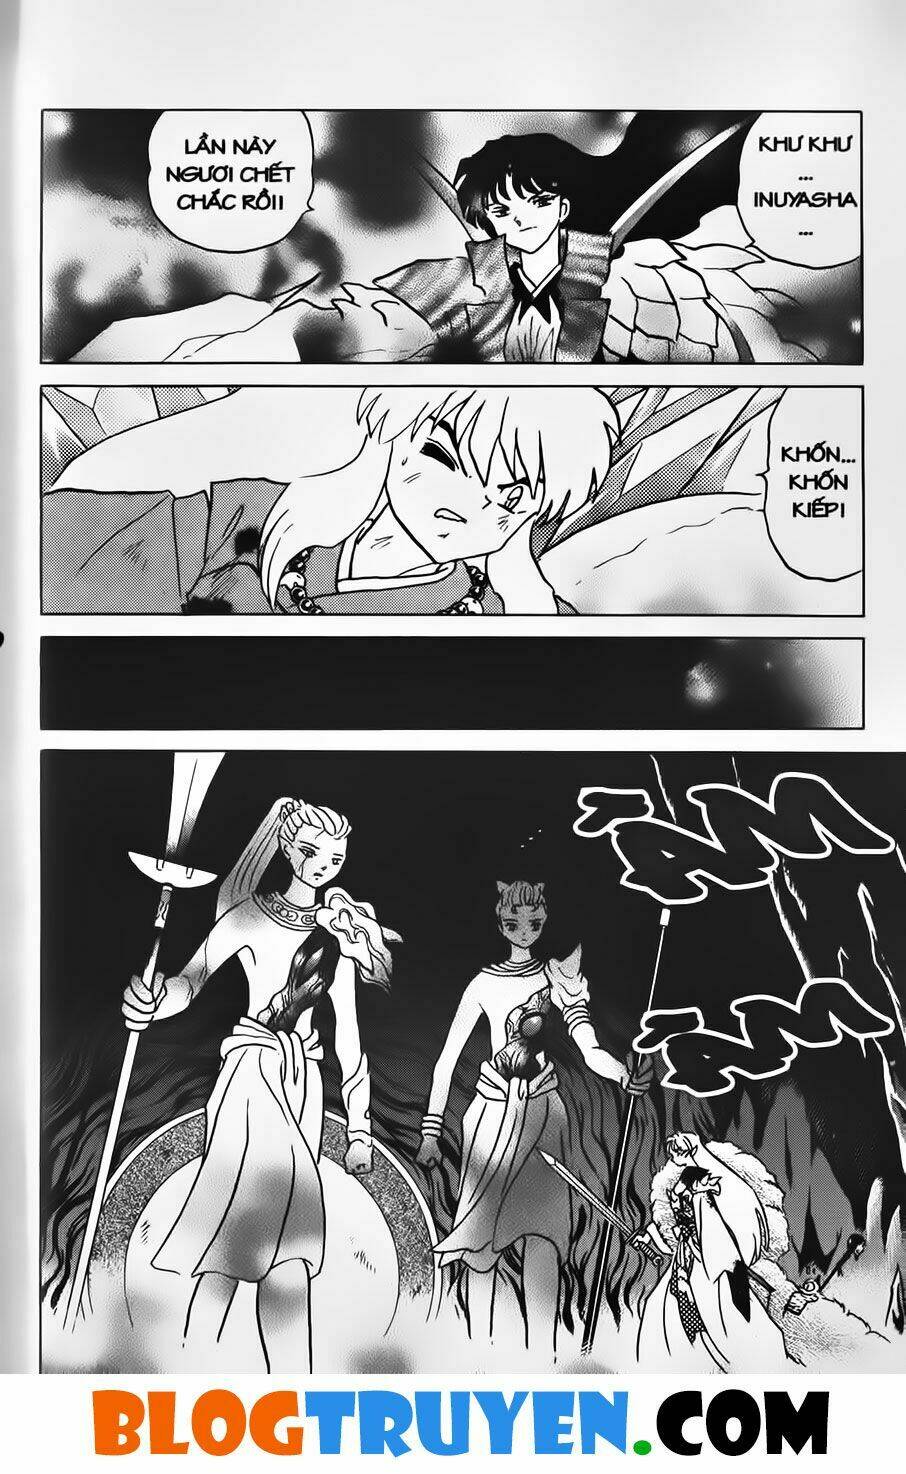 KHƯ KHƯ
...
INUYASHA
...
LẦN NÀY
NGƯƠI CHẾT
CHẮC RỒI!
KHỐN...
KHỐN
KIẾP!
ẦM
ẦM
BLOGTRUYEN.COM